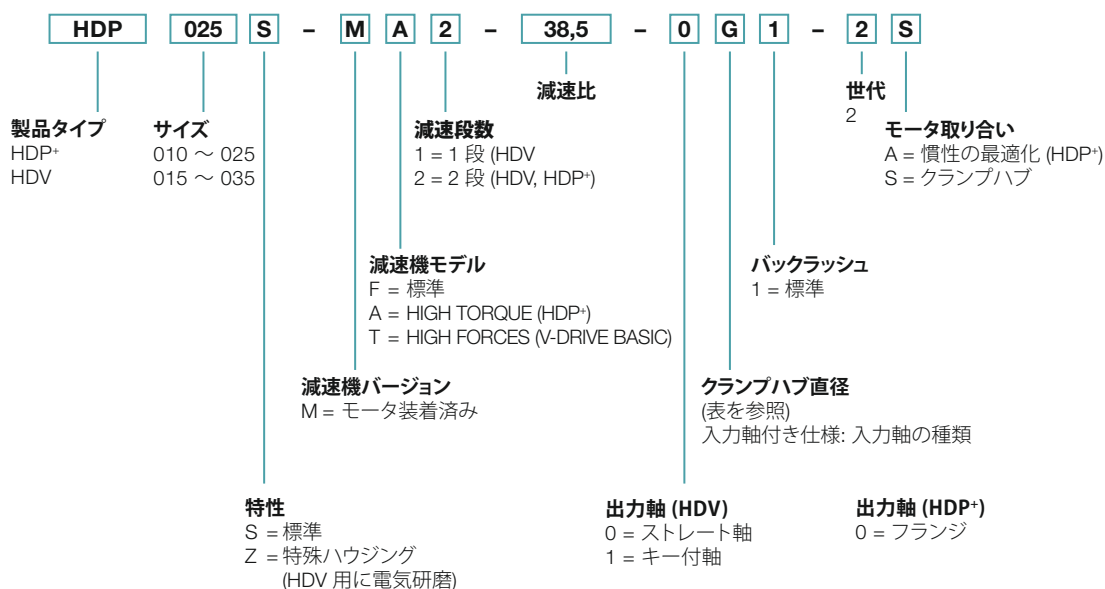 HDP 025 S – M A 2 – 38,5 – 0 G 1 – 2 S
減速比
世代
2
製品タイプ
HDP⁺
HDV
サイズ
010 ～ 025
015 ～ 035
減速段数
1 = 1 段 (HDV
2 = 2 段 (HDV, HDP⁺)
モータ取り合い
A = 慣性の最適化 (HDP⁺)
S = クランプハブ
減速機モデル
F = 標準
A = HIGH TORQUE (HDP⁺)
T = HIGH FORCES (V-DRIVE BASIC)
バックラッシュ
1 = 標準
減速機バージョン
M = モータ装着済み
クランプハブ直径
(表を参照)
入力軸付き仕様: 入力軸の種類
特性
S = 標準
Z = 特殊ハウジング
(HDV 用に電気研磨)
出力軸 (HDV)
0 = ストレート軸
1 = キー付軸
出力軸 (HDP⁺)
0 = フランジ